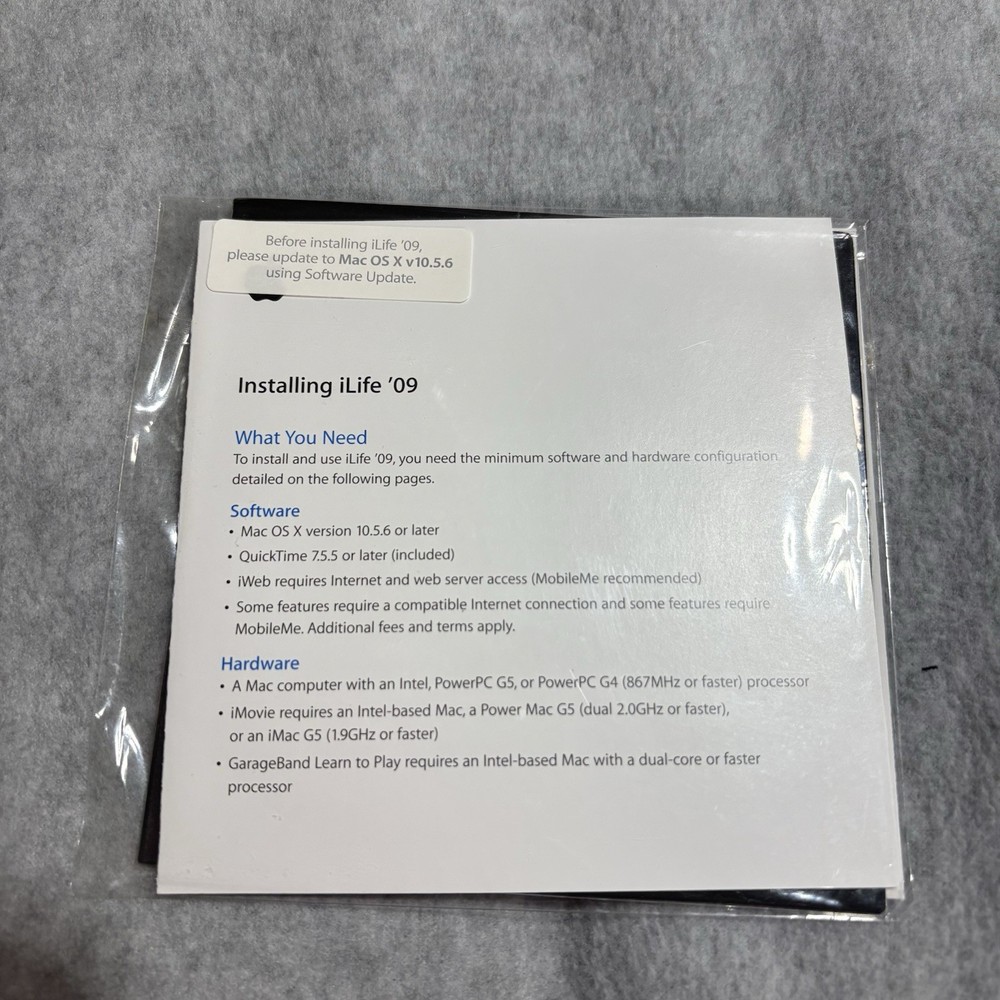 Before installing iLife ’09,
please update to Mac OS X v10.5.6
using Software Update.
Installing iLife ’09
What You Need
To install and use iLife ’09, you need the minimum software and hardware configuration
detailed on the following pages.
Software
• Mac OS X version 10.5.6 or later
• QuickTime 7.5.5 or later (included)
• iWeb requires Internet and web server access (MobileMe recommended)
• Some features require a compatible Internet connection and some features require
MobileMe. Additional fees and terms apply.
Hardware
• A Mac computer with an Intel, PowerPC G5, or PowerPC G4 (867MHz or faster) processor
• iMovie requires an Intel-based Mac, a Power Mac G5 (dual 2.0GHz or faster),
or an iMac G5 (1.9GHz or faster)
• GarageBand Learn to Play requires an Intel-based Mac with a dual-core or faster
processor